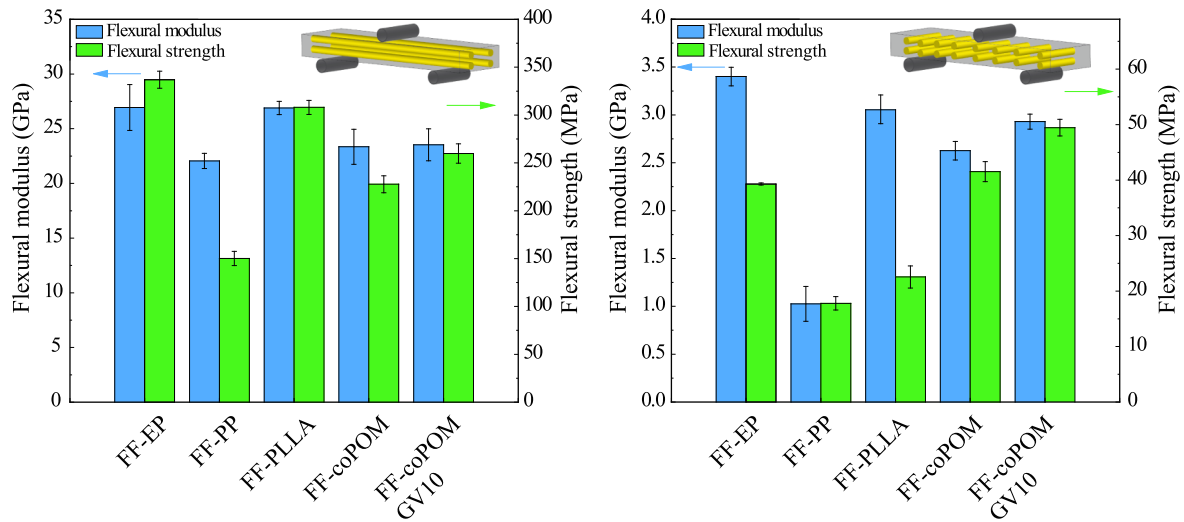 Flexural modulus
Flexural strength
Flexural modulus (GPa)
35
30
25
20
15
10
5
0
Flexural strength (MPa)
400
350
300
250
200
150
100
50
0
FF-EP
FF-PP
FF-PLLA
FF-coPOM
FF-coPOM
GV10
Flexural modulus
Flexural strength
Flexural modulus (GPa)
4.0
3.5
3.0
2.5
2.0
1.5
1.0
0.5
0.0
Flexural strength (MPa)
60
50
40
30
20
10
0
FF-EP
FF-PP
FF-PLLA
FF-coPOM
FF-coPOM
GV10